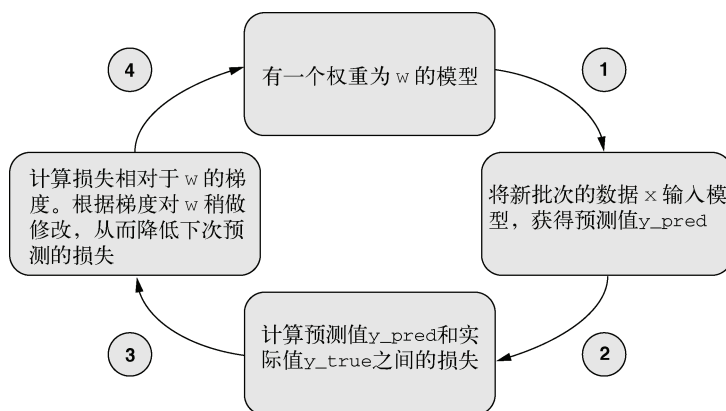 有一个权重为 w 的模型
1
将新批次的数据 x 输入模
型，获得预测值y_pred
2
计算预测值y_pred和实
际值y_true之间的损失
3
计算损失相对于 w 的梯
度。根据梯度对 w 稍做
修改，从而降低下次预
测的损失
4